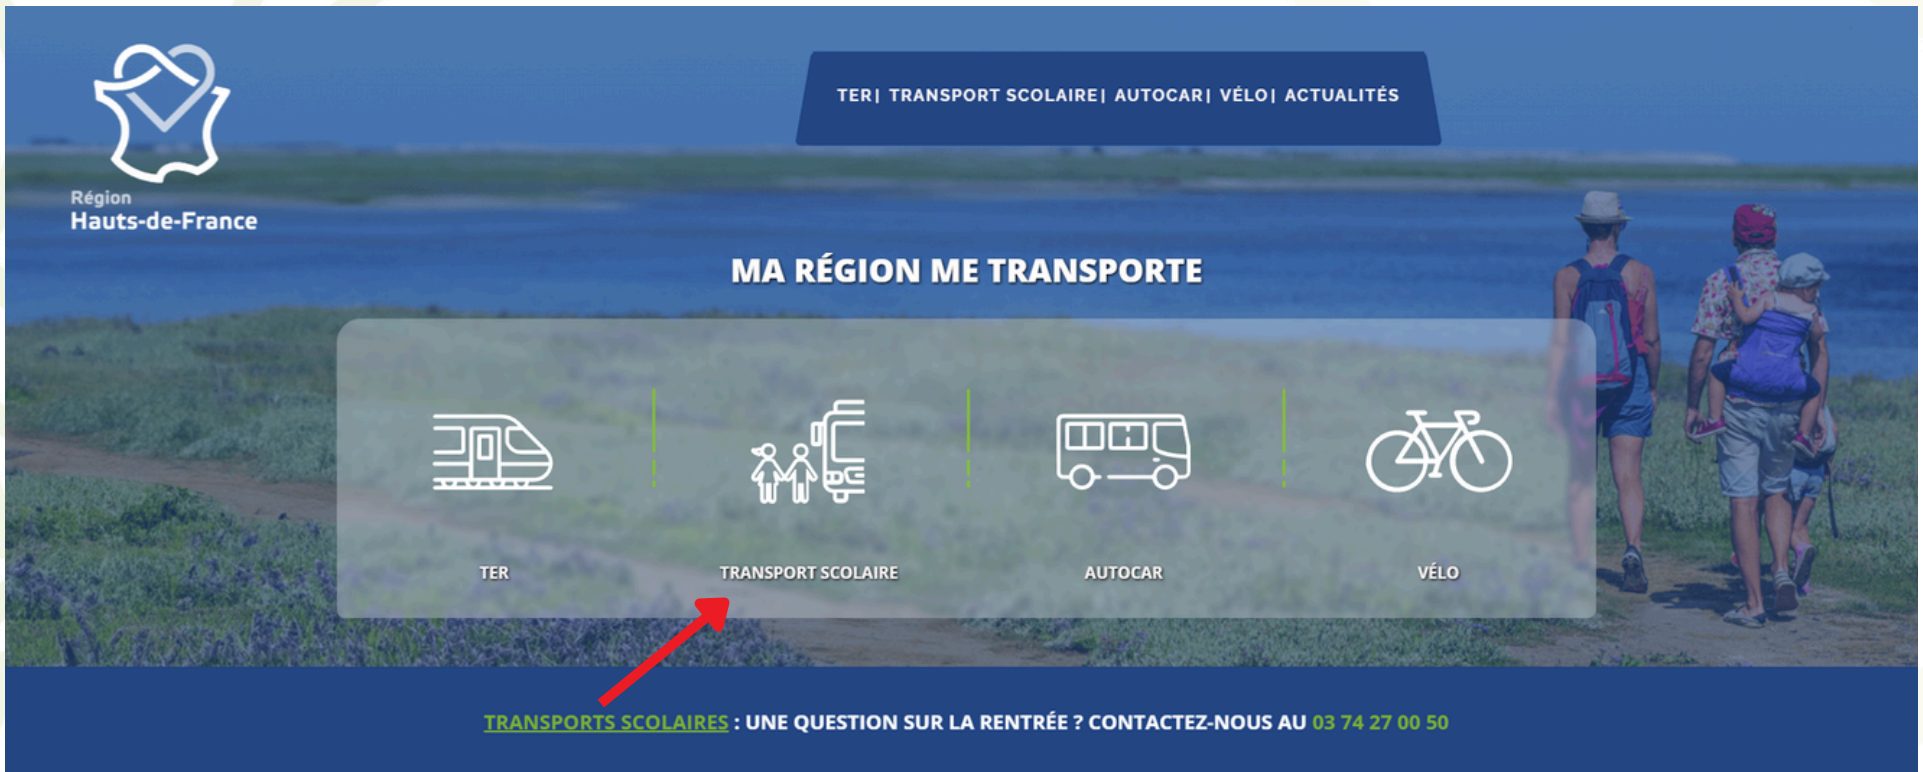 TER| TRANSPORT SCOLAIRE| AUTOCAR| VÉLO| ACTUALITÉS
Région
Hauts-de-France
MA RÉGION ME TRANSPORTE
TER
TRANSPORT SCOLAIRE
AUTOCAR
VÉLO
TRANSPORTS SCOLAIRES : UNE QUESTION SUR LA RENTRÉE ? CONTACTEZ-NOUS AU 03 74 27 00 50